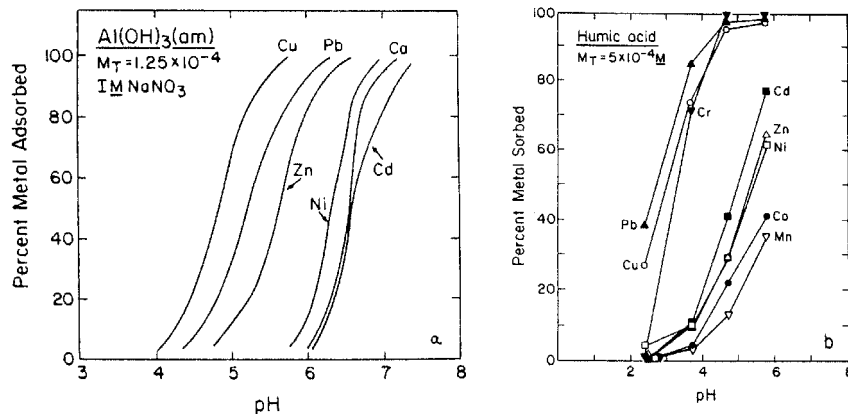 Al(OH)₃(am)
M_T = 1.25 × 10⁻⁴
1M NaNO₃
Cu Pb Ca
Zn
Ni
Cd
a
Percent Metal Adsorbed
100
80
60
40
20
0
3 4 5 6 7 8
pH
Humic acid
M_T = 5×10⁻⁴ M
Cr
Cd
Zn
Ni
Pb
Cu
Co
Mn
b
Percent Metal Sorbed
100
80
60
40
20
0
2 4 6 8
pH